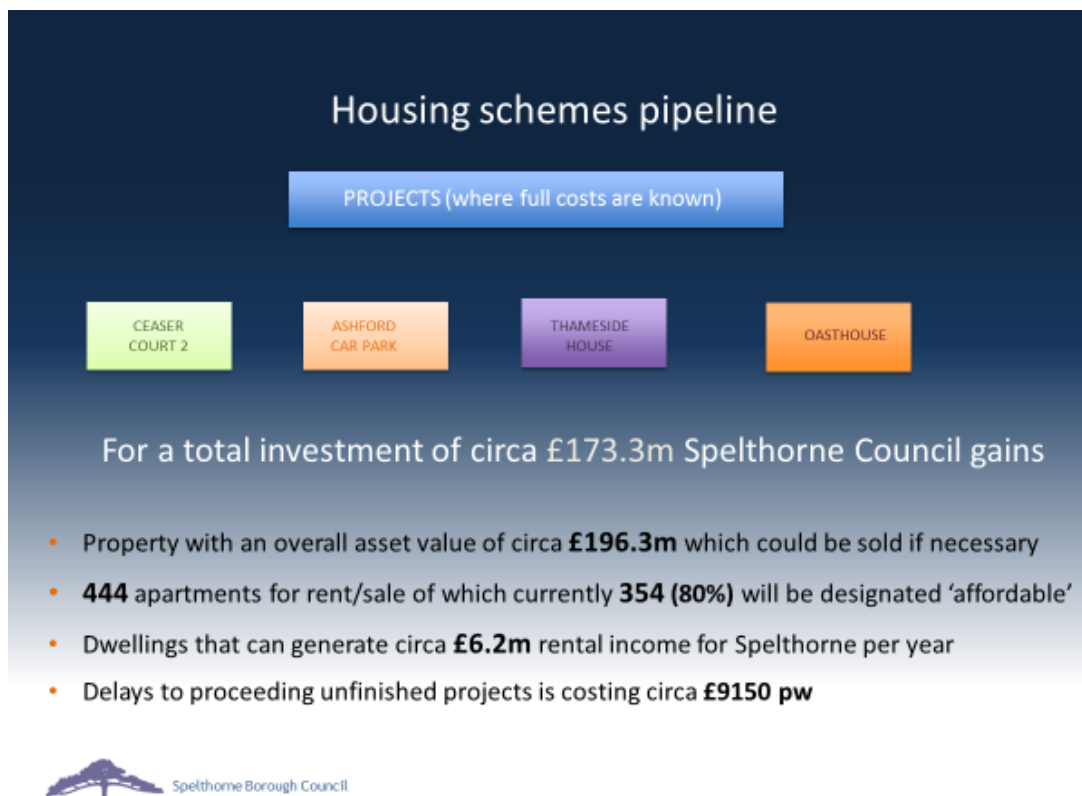 Housing schemes pipeline
PROJECTS (where full costs are known)
CEASER
COURT 2
ASHFORD
CAR PARK
THAMESIDE
HOUSE
OASTHOUSE
For a total investment of circa £173.3m Spelthorne Council gains
• Property with an overall asset value of circa £196.3m which could be sold if necessary
• 444 apartments for rent/sale of which currently 354 (80%) will be designated ‘affordable’
• Dwellings that can generate circa £6.2m rental income for Spelthorne per year
• Delays to proceeding unfinished projects is costing circa £9150 pw
Spelthorne Borough Council